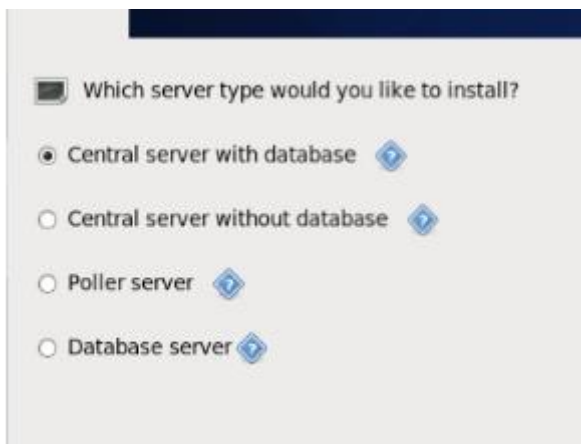 Which server type would you like to install?
Central server with database
Central server without database
Poller server
Database server